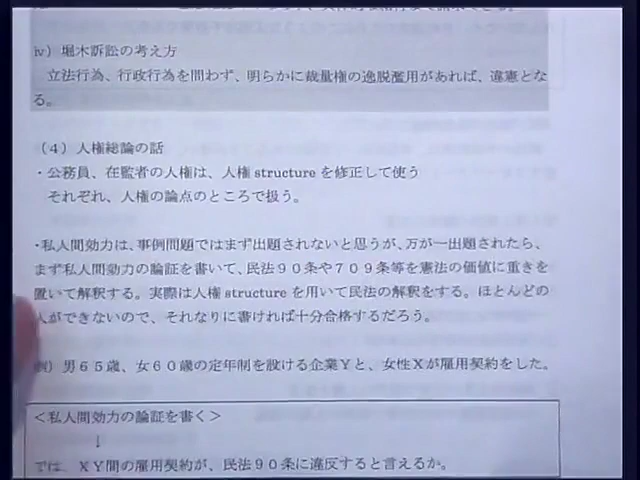 iv）堀木訴訟の考え方
立法行為、行政行為を問わず、明らかに裁量権の逸脱濫用があれば、違憲とな
る。
（４）人権総論の話
・公務員、在監者の人権は、人権 structure を修正して使う
それぞれ、人権の論点のところで扱う。
・私人間効力は、事例問題ではまず出題されないと思うが、万が一出題されたら、
まず私人間効力の論証を書いて、民法９０条や７０９条等を憲法の価値に重きを
置いて解釈する。実際は人権 structure を用いて民法の解釈をする。ほとんどの
人ができないので、それなりに書ければ十分合格するだろう。
例）男６５歳、女６０歳の定年制を設ける企業Ｙと、女性Ｘが雇用契約をした。
＜私人間効力の論証を書く＞
↓
では、ＸＹ間の雇用契約が、民法９０条に違反すると言えるか。